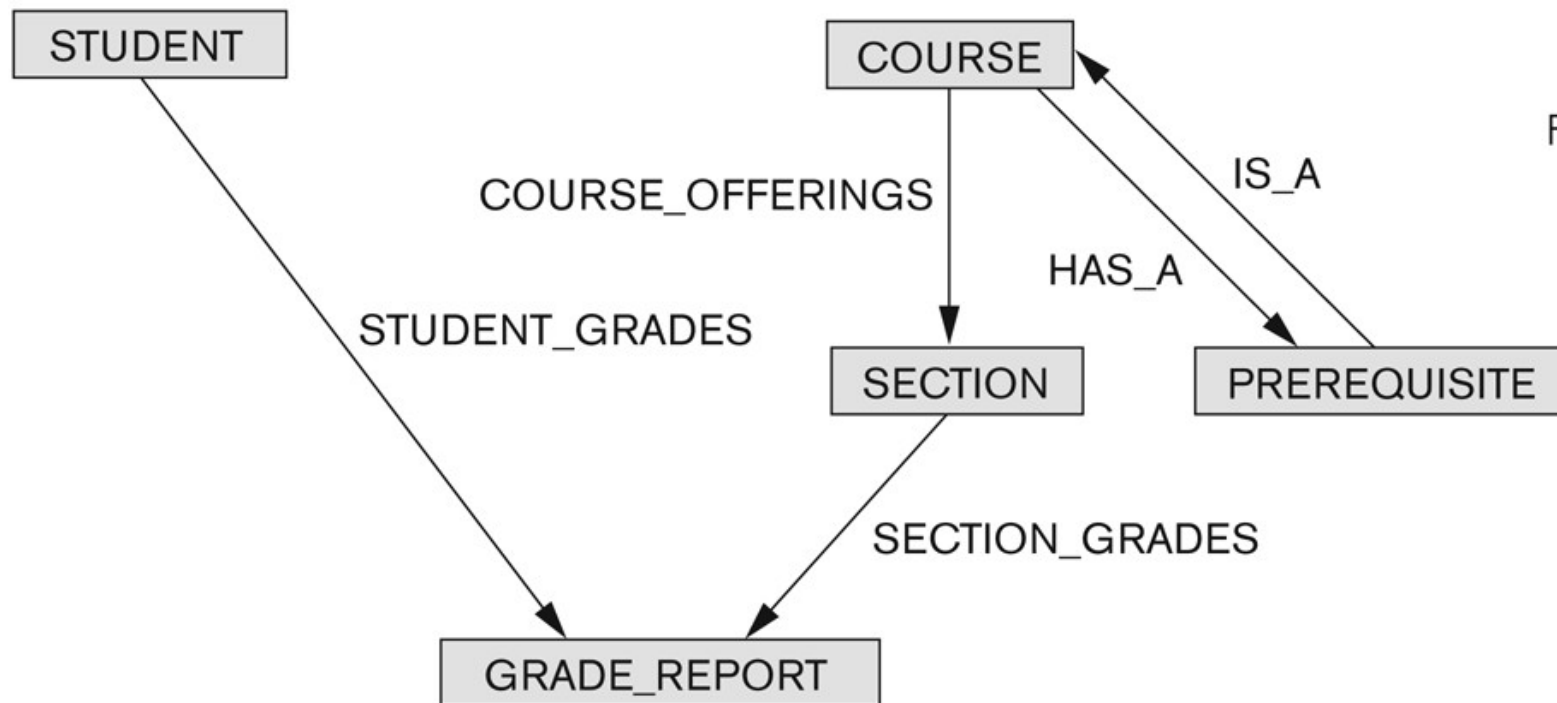 STUDENT
COURSE
F
IS_A
COURSE_OFFERINGS
HAS_A
STUDENT_GRADES
SECTION
PREREQUISITE
SECTION_GRADES
GRADE_REPORT